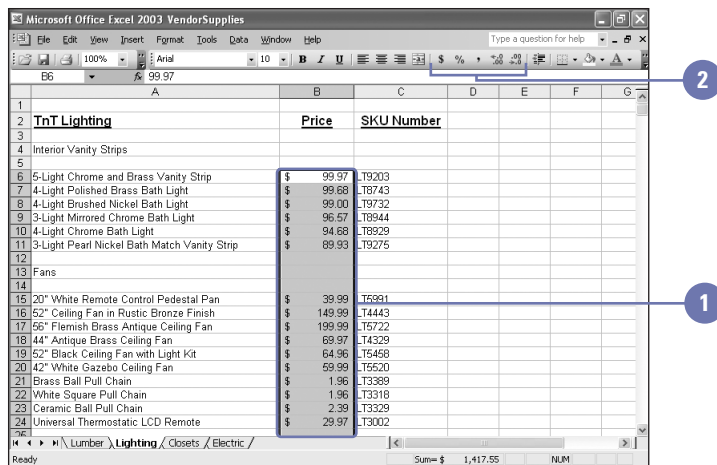 Microsoft Office Excel 2003 VendorSupplies
File Edit View Insert Format Tools Data Window Help Type a question for help
100% Arial 10 B I U $ % ,
B6 fx 99.97
A B C D E F G
1
2 TnT Lighting Price SKU Number
3
4 Interior Vanity Strips
5
6 5-Light Chrome and Brass Vanity Strip $ 99.97 LT9203
7 4-Light Polished Brass Bath Light $ 99.68 LT8743
8 4-Light Brushed Nickel Bath Light $ 99.00 LT9732
9 3-Light Mirrored Chrome Bath Light $ 96.57 LT8944
10 4-Light Chrome Bath Light $ 94.68 LT8929
11 3-Light Pearl Nickel Bath Match Vanity Strip $ 89.93 LT9275
12
13 Fans
14
15 20" White Remote Control Pedestal Pan $ 39.99 LT5991
16 52" Ceiling Fan in Rustic Bronze Finish $ 149.99 LT4443
17 56" Flemish Brass Antique Ceiling Fan $ 199.99 LT5722
18 44" Antique Brass Ceiling Fan $ 69.97 LT4329
19 52" Black Ceiling Fan with Light Kit $ 64.96 LT5458
20 42" White Gazebo Ceiling Fan $ 59.99 LT5520
21 Brass Ball Pull Chain $ 1.96 LT3389
22 White Square Pull Chain $ 1.96 LT3318
23 Ceramic Ball Pull Chain $ 2.39 LT3329
24 Universal Thermostatic LCD Remote $ 29.97 LT3002
Lumber Lighting Closets Electric
Ready Sum= $ 1,417.55 NUM
2
1